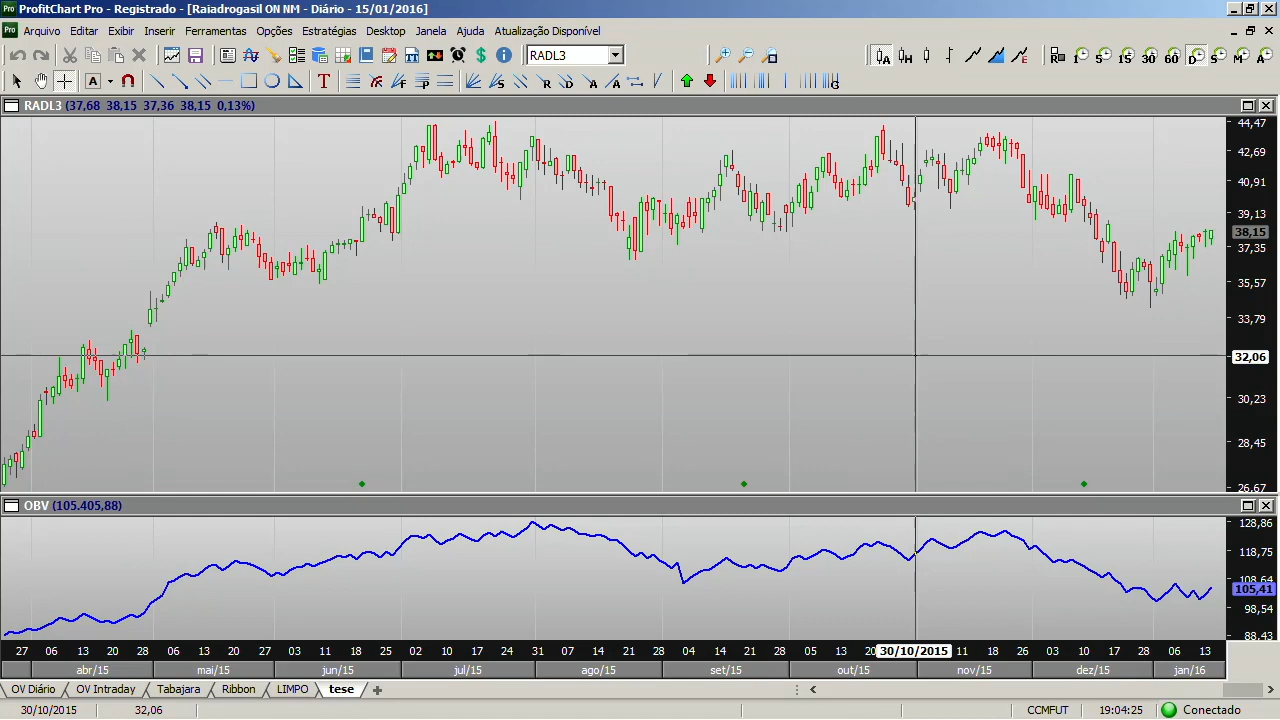 ProfitChart Pro - Registrado - [Raiadrogasil ON NM - Diário - 15/01/2016]
Arquivo Editar Exibir Inserir Ferramentas Opções Estratégias Desktop Janela Ajuda Atualização Disponível
RADL3
RADL3 (37,68 38,15 37,36 38,15 0,13%)
44,47
42,69
40,91
39,13
38,15
37,35
35,57
33,79
32,06
30,23
28,45
26,67
OBV (105.405,88)
128,86
118,75
108,64
105,41
98,54
88,43
27 06 13 20 28 06 13 20 27 03 11 18 25 02 10 17 23 31 07 14 21 28 04 14 21 28 05 13 20 30/10/2015 11 18 26 03 10 17 28 06 13
abr/15 mai/15 jun/15 jul/15 ago/15 set/15 out/15 nov/15 dez/15 jan/16
OV Diário OV Intraday Tabajara Ribbon LIMPO tese
30/10/2015 32,06 CCMFUT 19:04:25 Conectado